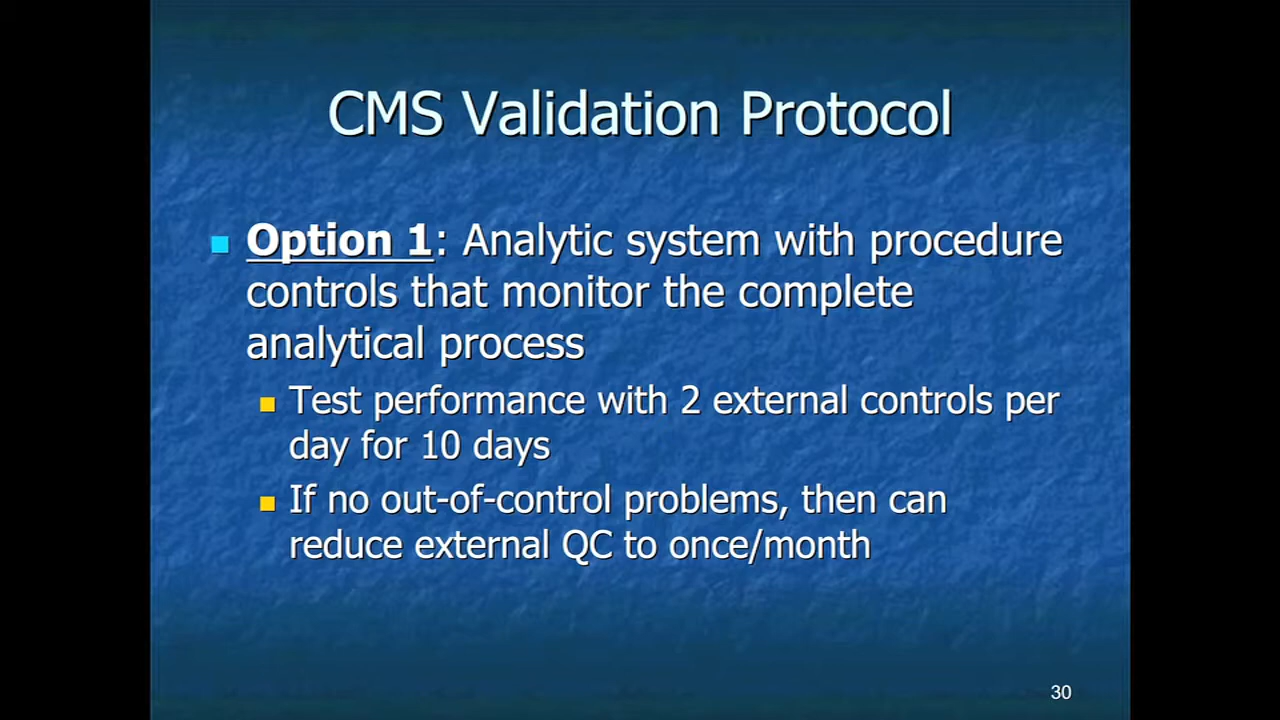 CMS Validation Protocol
Option 1: Analytic system with procedure
controls that monitor the complete
analytical process
Test performance with 2 external controls per
day for 10 days
If no out-of-control problems, then can
reduce external QC to once/month
30